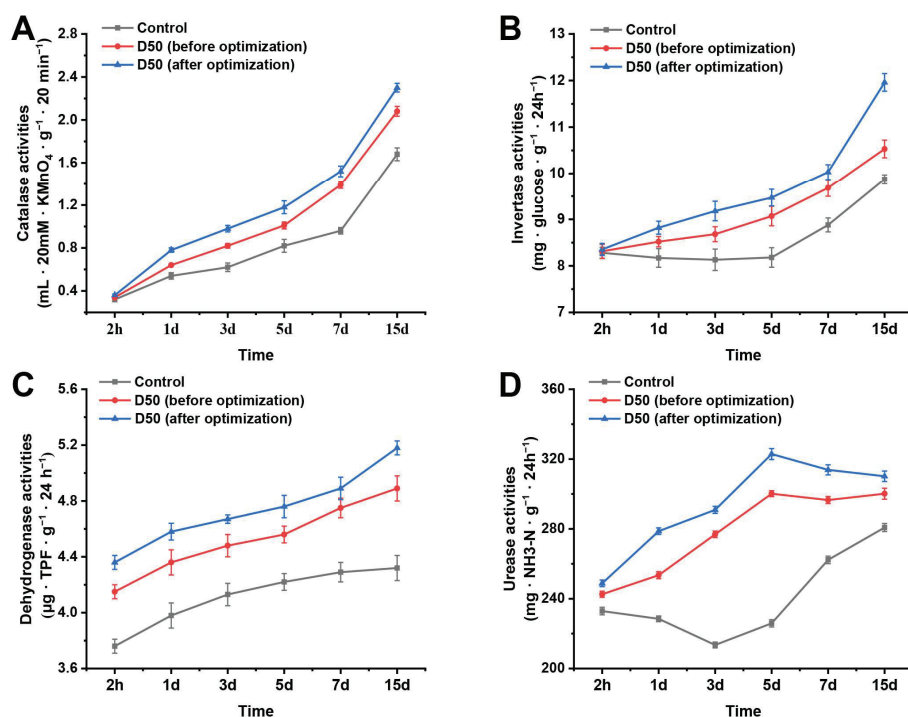 A
Control
D50 (before optimization)
D50 (after optimization)
Catalase activities
(mL · 20mM · KMnO₄ · g⁻¹ · 20 min⁻¹)
2.8
2.4
2.0
1.6
1.2
0.8
0.4
2h 1d 3d 5d 7d 15d
Time
B
Control
D50 (before optimization)
D50 (after optimization)
Invertase activities
(mg · glucose · g⁻¹ · 24h⁻¹)
13
12
11
10
9
8
7
2h 1d 3d 5d 7d 15d
Time
C
Control
D50 (before optimization)
D50 (after optimization)
Dehydrogenase activities
(μg · TPF · g⁻¹ · 24 h⁻¹)
5.6
5.2
4.8
4.4
4.0
3.6
2h 1d 3d 5d 7d 15d
Time
D
Control
D50 (before optimization)
D50 (after optimization)
Urease activities
(mg · NH3-N · g⁻¹ · 24h⁻¹)
360
320
280
240
200
2h 1d 3d 5d 7d 15d
Time